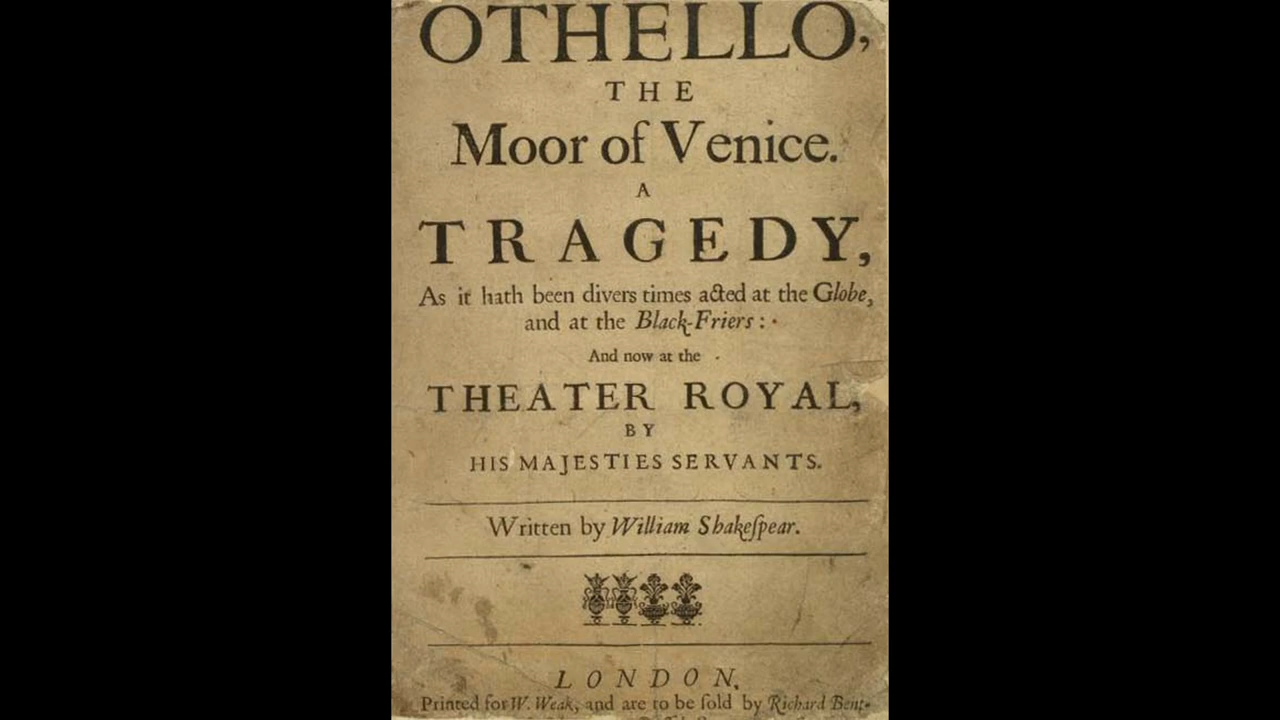 OTHELLO,
THE
Moor of Venice.
A
TRAGEDY,
As it hath been divers times acted at the Globe,
and at the Black-Friers:
And now at the
THEATER ROYAL,
BY
HIS MAJESTIES SERVANTS.
Written by William Shakeſpear.
LONDON,
Printed for W. Weak, and are to be ſold by Richard Bent-